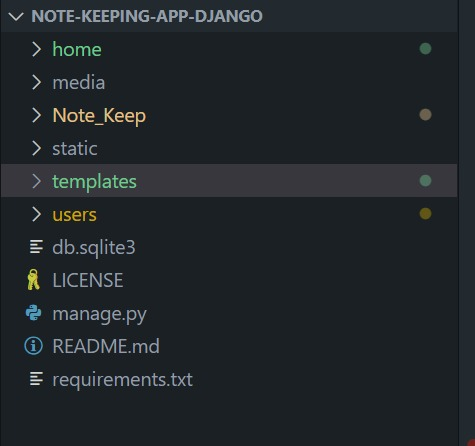 NOTE-KEEPING-APP-DJANGO
home
media
Note_Keep
static
templates
users
db.sqlite3
LICENSE
manage.py
README.md
requirements.txt